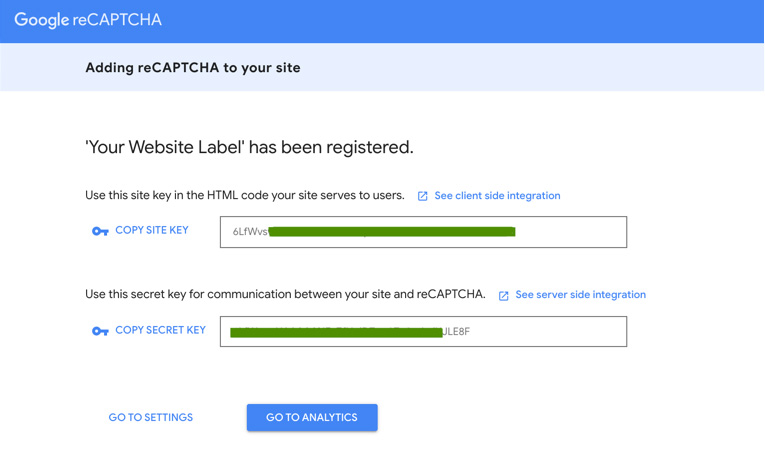 Google reCAPTCHA
Adding reCAPTCHA to your site
'Your Website Label' has been registered.
Use this site key in the HTML code your site serves to users. See client side integration
COPY SITE KEY 6LfWvs
Use this secret key for communication between your site and reCAPTCHA. See server side integration
COPY SECRET KEY JLE8F
GO TO SETTINGS GO TO ANALYTICS